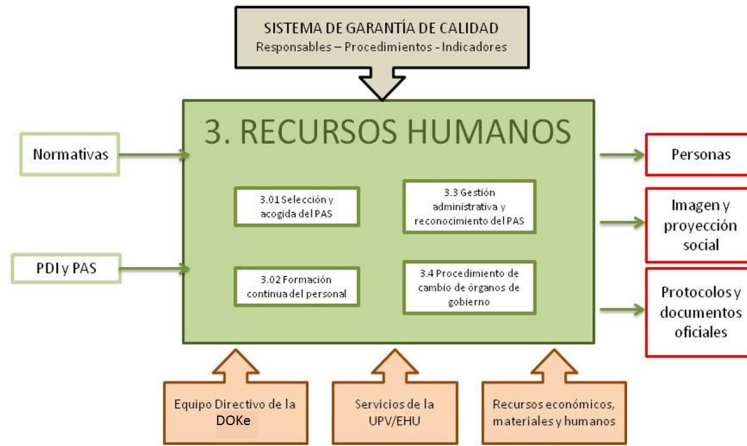 SISTEMA DE GARANTÍA DE CALIDAD
Responsables – Procedimientos - Indicadores
3. RECURSOS HUMANOS
Normativas
PDI y PAS
3.01 Selección y
acogida del PAS
3.3 Gestión
administrativa y
reconocimiento del PAS
3.02 Formación
continua del personal
3.4 Procedimiento de
cambio de órganos de
gobierno
Personas
Imagen y
proyección
social
Protocolos y
documentos
oficiales
Equipo Directivo de la
DOKe
Servicios de la
UPV/EHU
Recursos económicos,
materiales y humanos